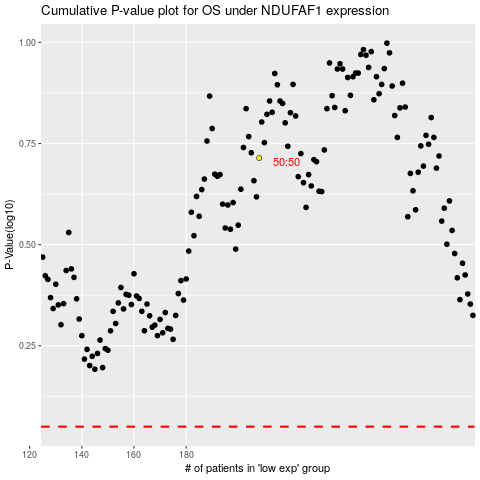 Cumulative P-value plot for OS under NDUFAF1 expression
P-Value(log10)
1.00
0.75
0.50
0.25
50:50
120 140 160 180
# of patients in 'low exp' group